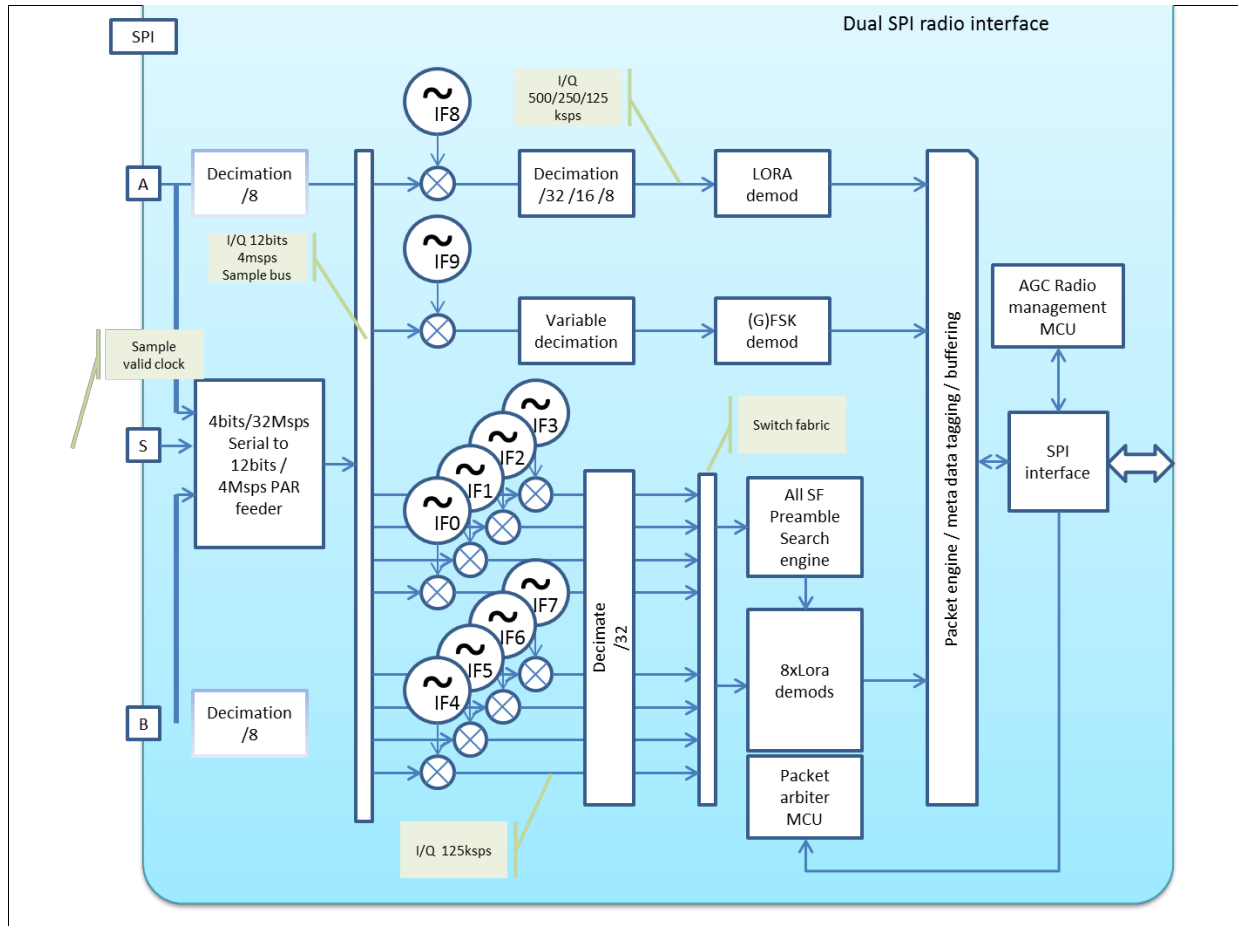 Dual SPI radio interface
SPI
I/Q
500/250/125
ksps
~
IF8
A
Decimation
/8
Decimation
/32 /16 /8
LORA
demod
I/Q 12bits
4msps
Sample bus
~
IF9
Variable
decimation
(G)FSK
demod
AGC Radio
management
MCU
Sample
valid clock
4bits/32Msps
Serial to
12bits /
4Msps PAR
feeder
S
~
IF3
~
IF2
~
IF1
~
IF0
Switch fabric
All SF
Preamble
Search
engine
SPI
interface
Packet engine / meta data tagging / buffering
Decimate
/32
~
IF7
~
IF6
~
IF5
~
IF4
8xLora
demods
B
Decimation
/8
Packet
arbiter
MCU
I/Q 125ksps